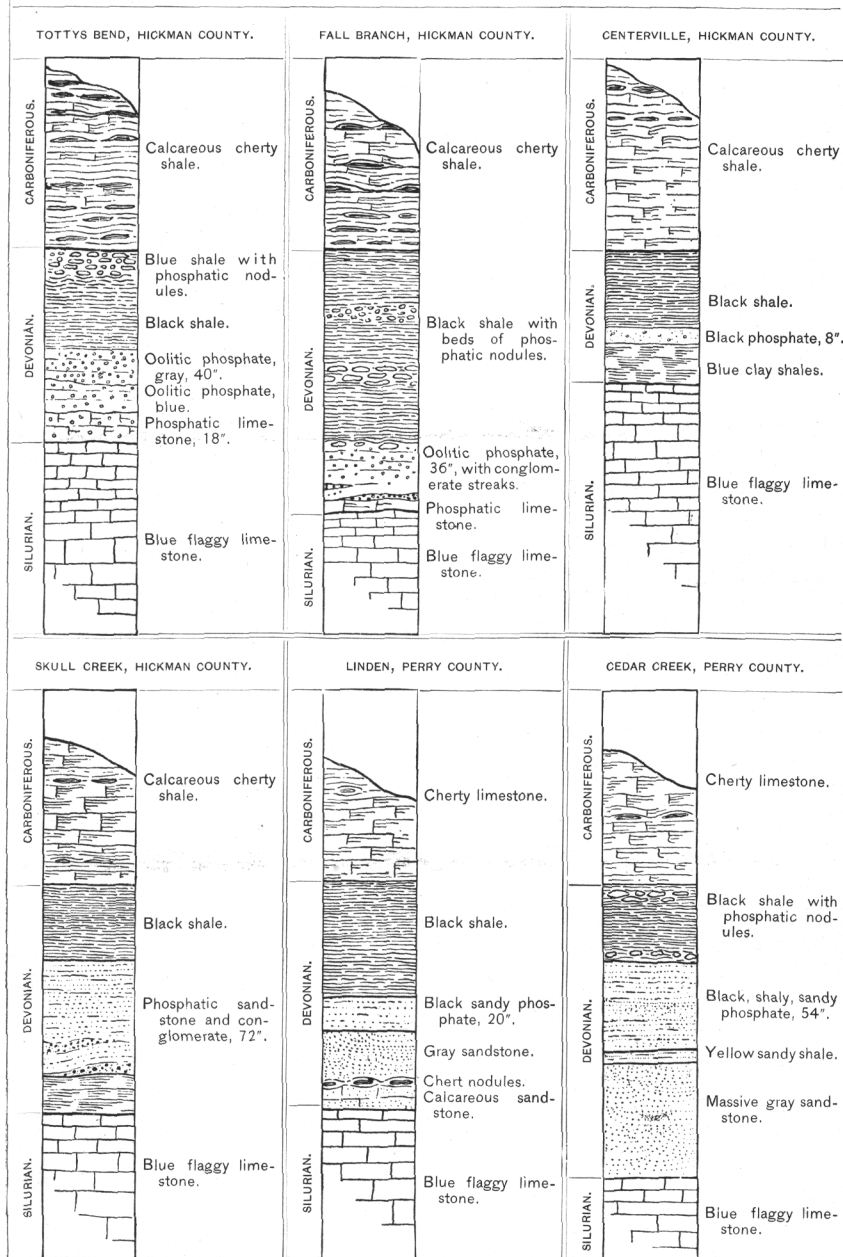 TOTTYS BEND, HICKMAN COUNTY.
CARBONIFEROUS.
DEVONIAN.
SILURIAN.
Calcareous cherty
shale.
Blue shale with
phosphatic nod-
ules.
Black shale.
Oolitic phosphate,
gray, 40".
Oolitic phosphate,
blue.
Phosphatic lime-
stone, 18".
Blue flaggy lime-
stone.
FALL BRANCH, HICKMAN COUNTY.
CARBONIFEROUS.
DEVONIAN.
SILURIAN.
Calcareous cherty
shale.
Black shale with
beds of phos-
phatic nodules.
Oolitic phosphate,
36", with conglom-
erate streaks.
Phosphatic lime-
stone.
Blue flaggy lime-
stone.
CENTERVILLE, HICKMAN COUNTY.
CARBONIFEROUS.
DEVONIAN.
SILURIAN.
Calcareous cherty
shale.
Black shale.
Black phosphate, 8".
Blue clay shales.
Blue flaggy lime-
stone.
SKULL CREEK, HICKMAN COUNTY.
CARBONIFEROUS.
DEVONIAN.
SILURIAN.
Calcareous cherty
shale.
Black shale.
Phosphatic sand-
stone and con-
glomerate, 72".
Blue flaggy lime-
stone.
LINDEN, PERRY COUNTY.
CARBONIFEROUS.
DEVONIAN.
SILURIAN.
Cherty limestone.
Black shale.
Black sandy phos-
phate, 20".
Gray sandstone.
Chert nodules.
Calcareous sand-
stone.
Blue flaggy lime-
stone.
CEDAR CREEK, PERRY COUNTY.
CARBONIFEROUS.
DEVONIAN.
SILURIAN.
Cherty limestone.
Black shale with
phosphatic nod-
ules.
Black, shaly, sandy
phosphate, 54".
Yellow sandy shale.
Massive gray sand-
stone.
Blue flaggy lime-
stone.